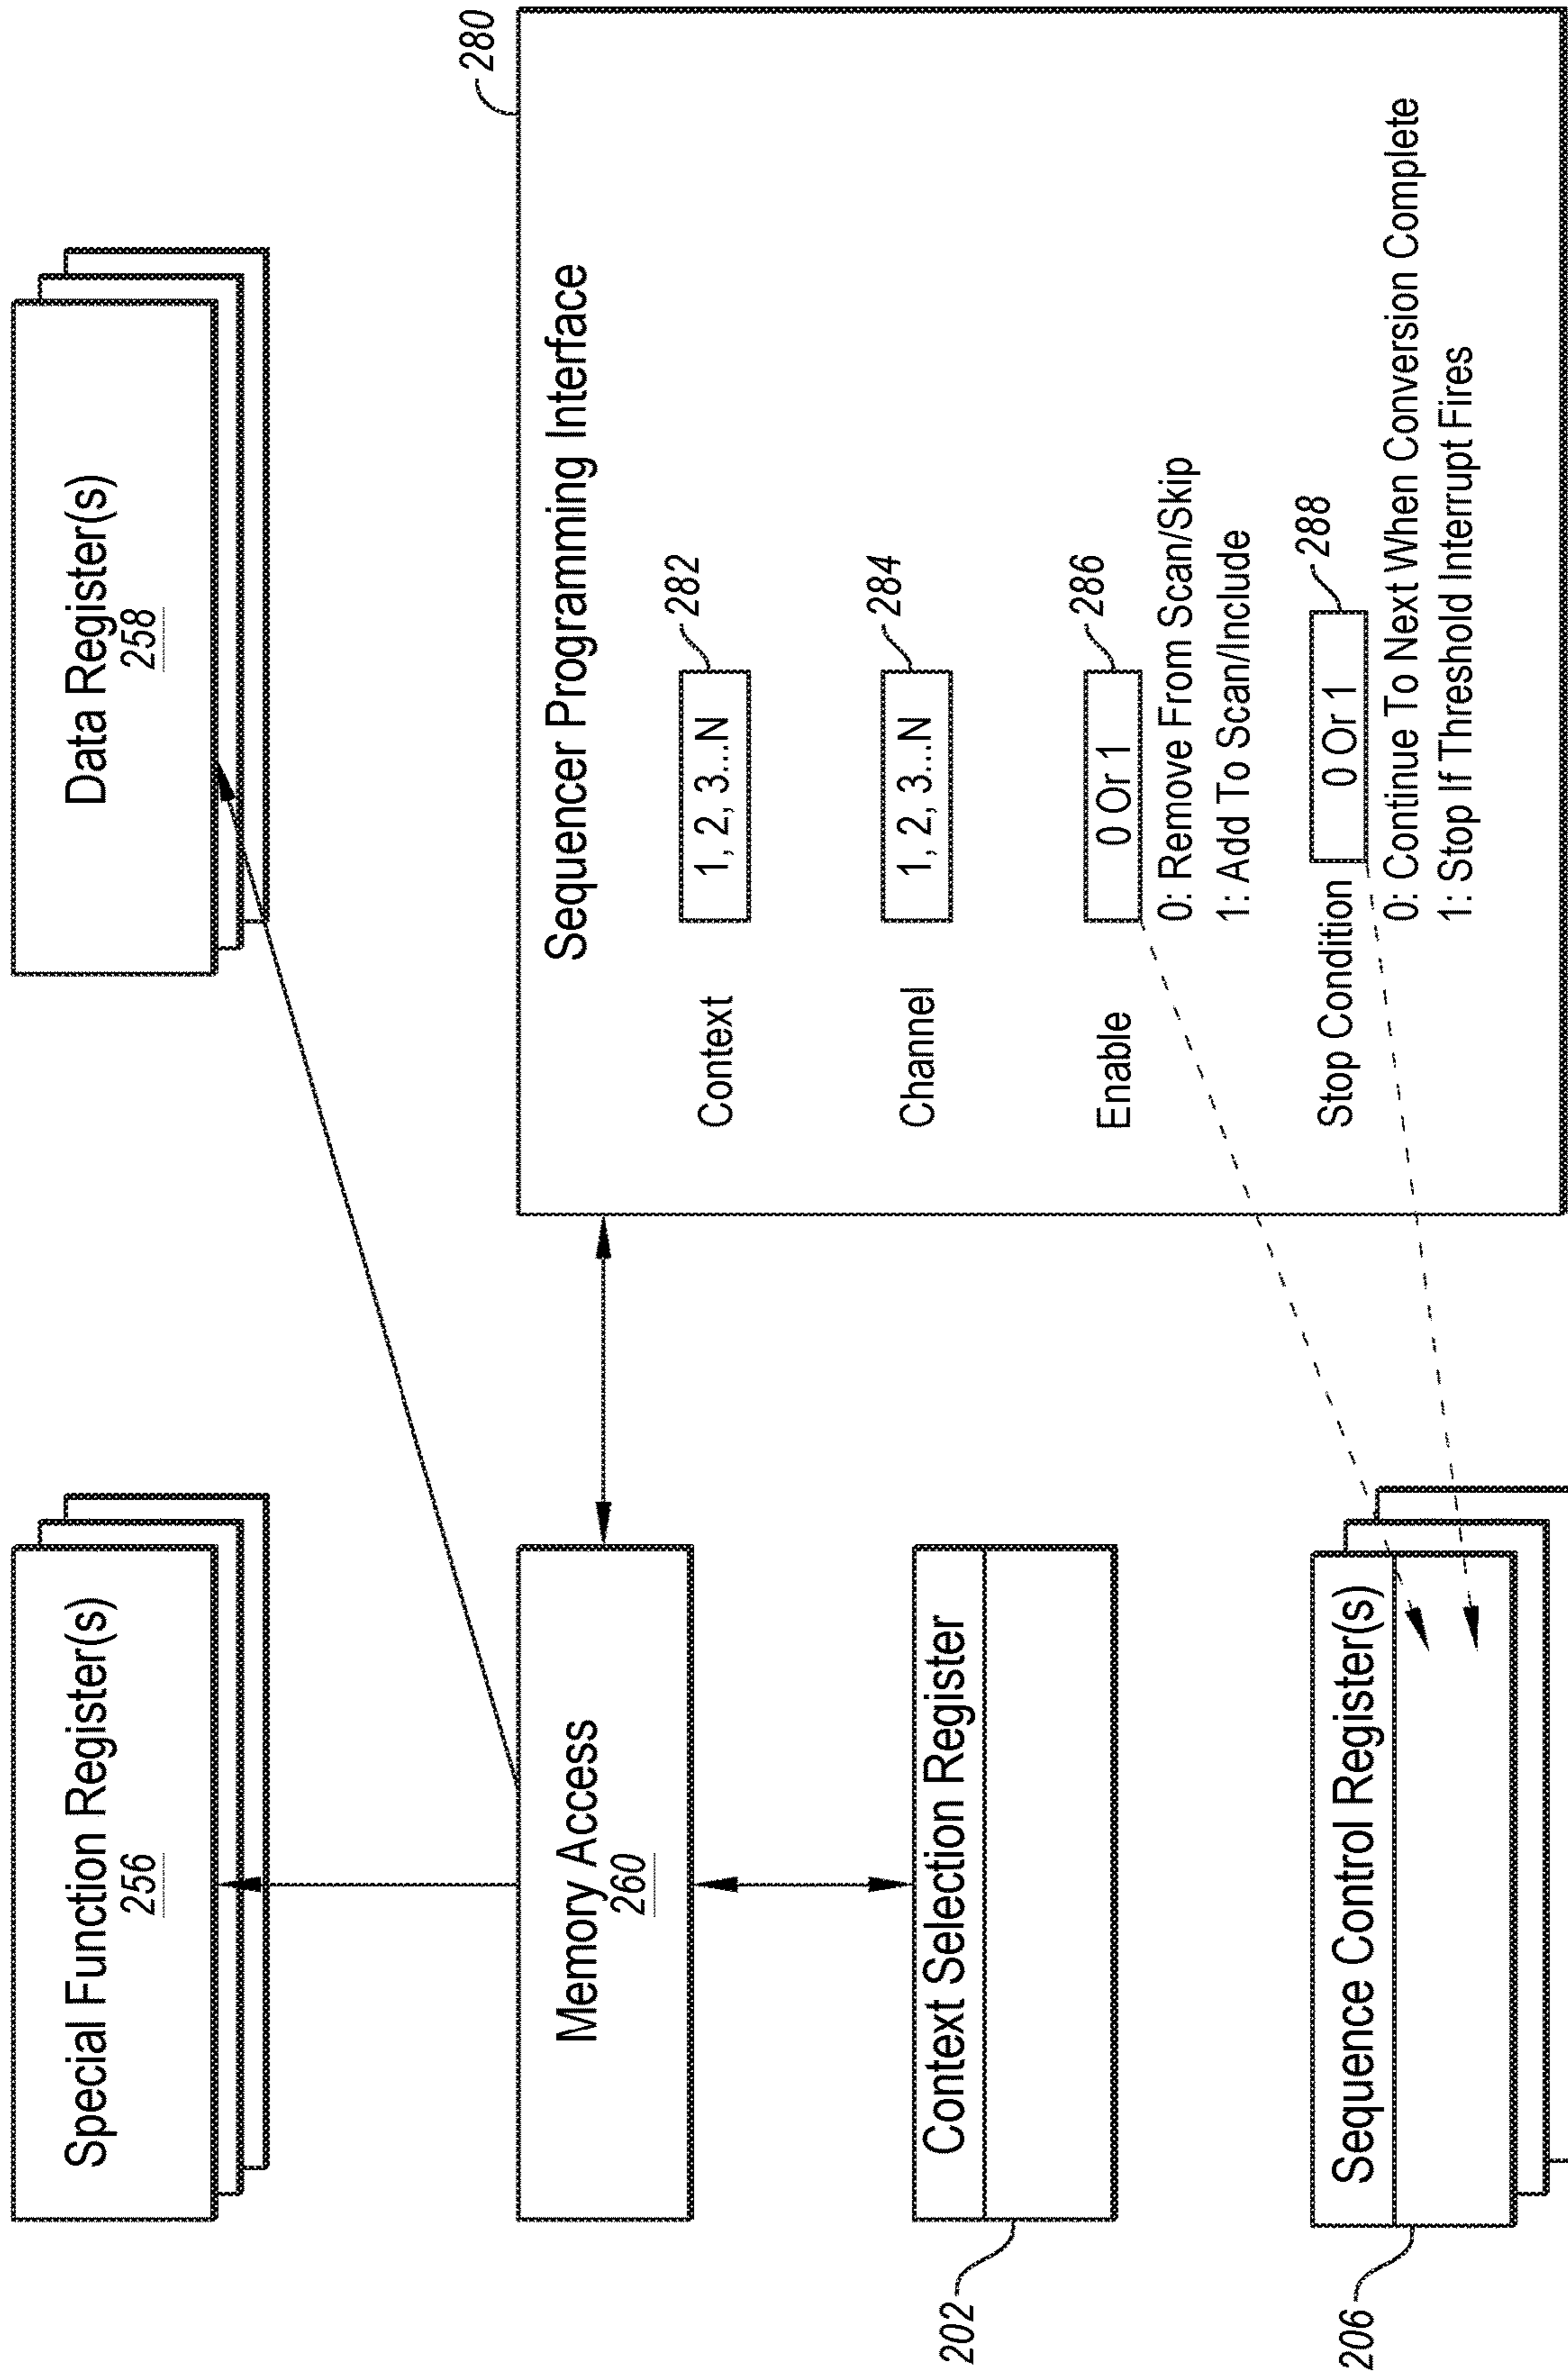 Special Function Register(s)
256
Data Register(s)
258
Memory Access
260
Context Selection Register
202
Sequence Control Register(s)
206
280
Sequencer Programming Interface
Context
1, 2, 3...N
282
Channel
1, 2, 3...N
284
Enable
0 Or 1
286
0: Remove From Scan/Skip
1: Add To Scan/Include
Stop Condition
0 Or 1
288
0: Continue To Next When Conversion Complete
1: Stop If Threshold Interrupt Fires